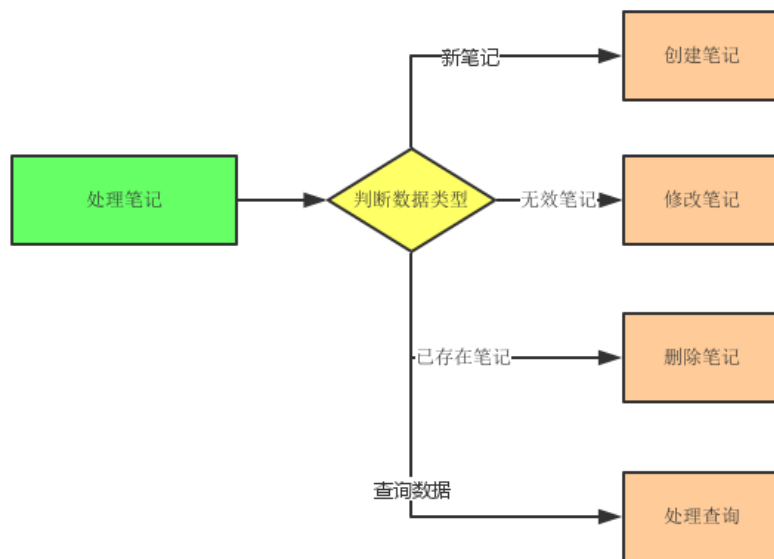 新笔记
创建笔记
处理笔记
判断数据类型
无效笔记
修改笔记
已存在笔记
删除笔记
查询数据
处理查询